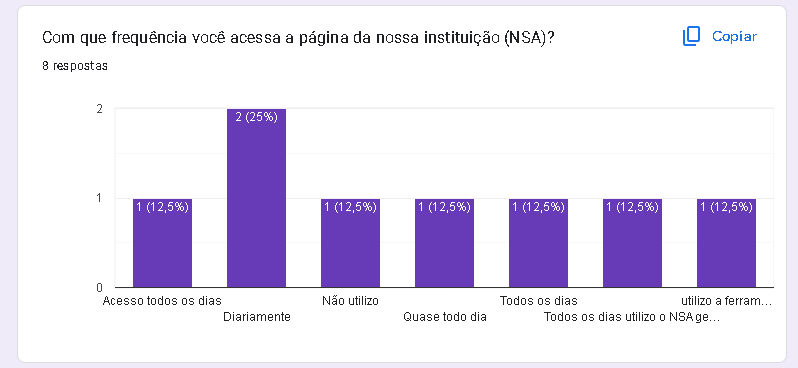 Com que frequência você acessa a página da nossa instituição (NSA)?
Copiar
8 respostas
2
1
0
1 (12,5%)
2 (25%)
1 (12,5%)
1 (12,5%)
1 (12,5%)
1 (12,5%)
1 (12,5%)
Acesso todos os dias
Diariamente
Não utilizo
Quase todo dia
Todos os dias
Todos os dias utilizo o NSA ge…
utilizo a ferram…